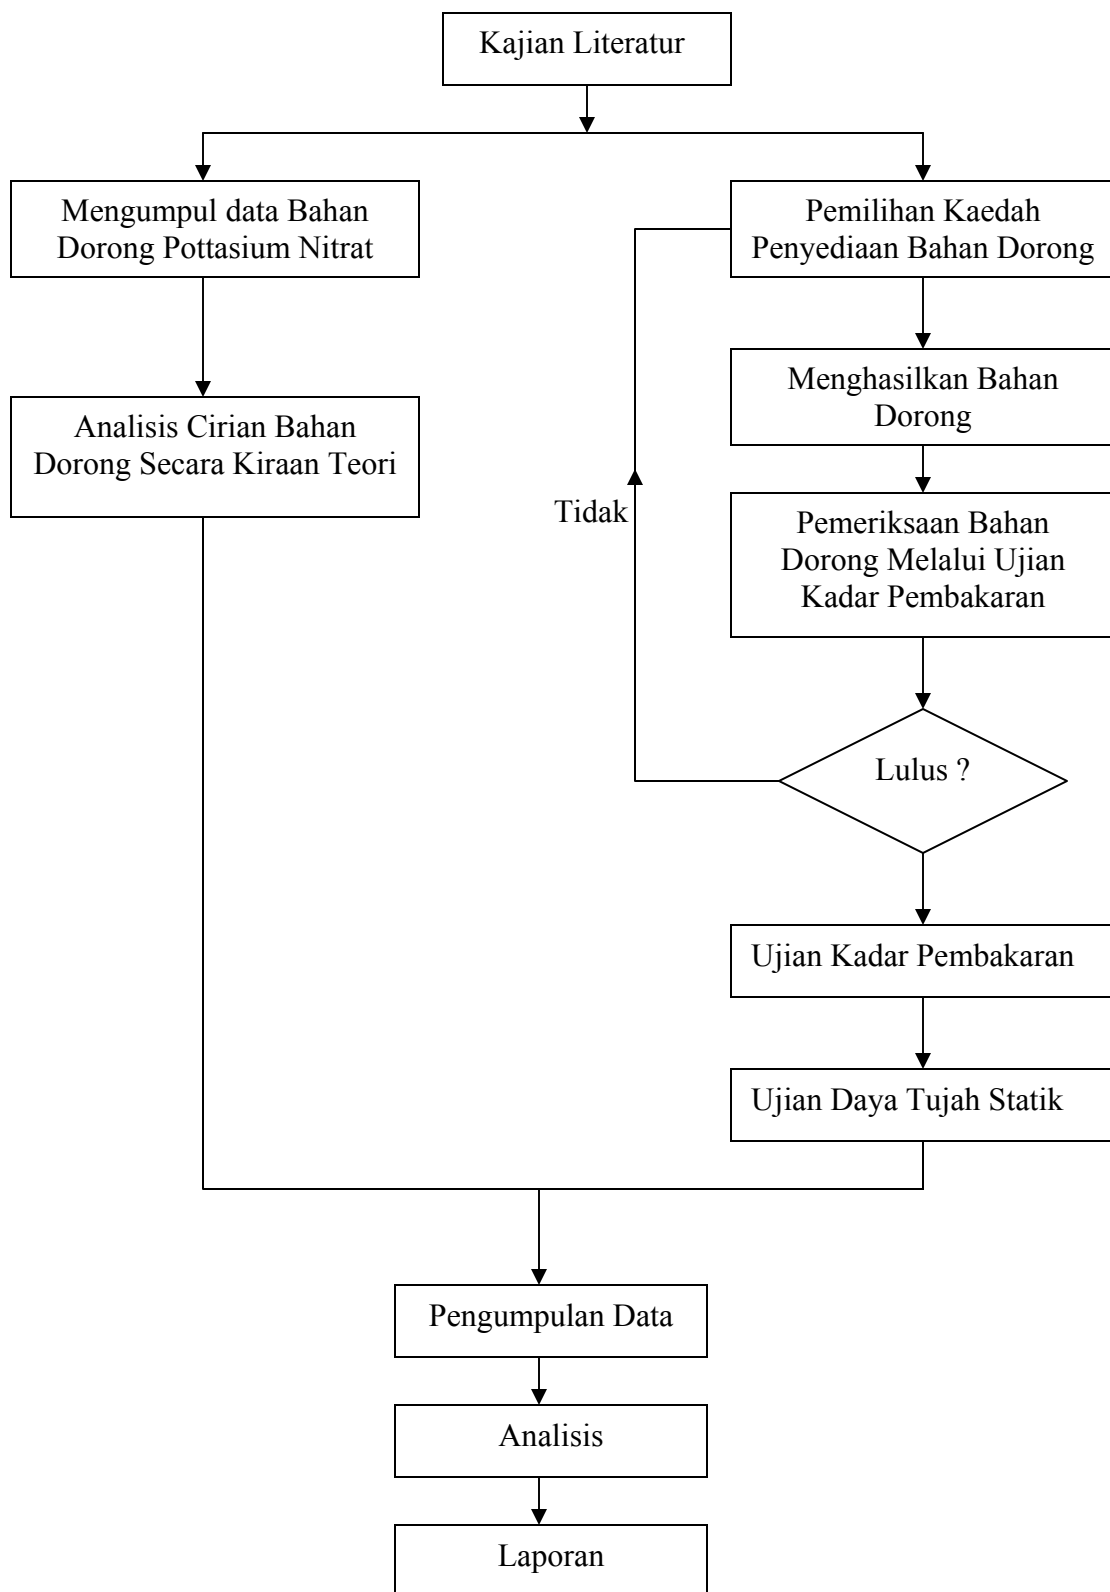 Kajian Literatur
Mengumpul data Bahan
Dorong Pottasium Nitrat
Analisis Cirian Bahan
Dorong Secara Kiraan Teori
Pemilihan Kaedah
Penyediaan Bahan Dorong
Menghasilkan Bahan
Dorong
Tidak
Pemeriksaan Bahan
Dorong Melalui Ujian
Kadar Pembakaran
Lulus ?
Ujian Kadar Pembakaran
Ujian Daya Tujah Statik
Pengumpulan Data
Analisis
Laporan